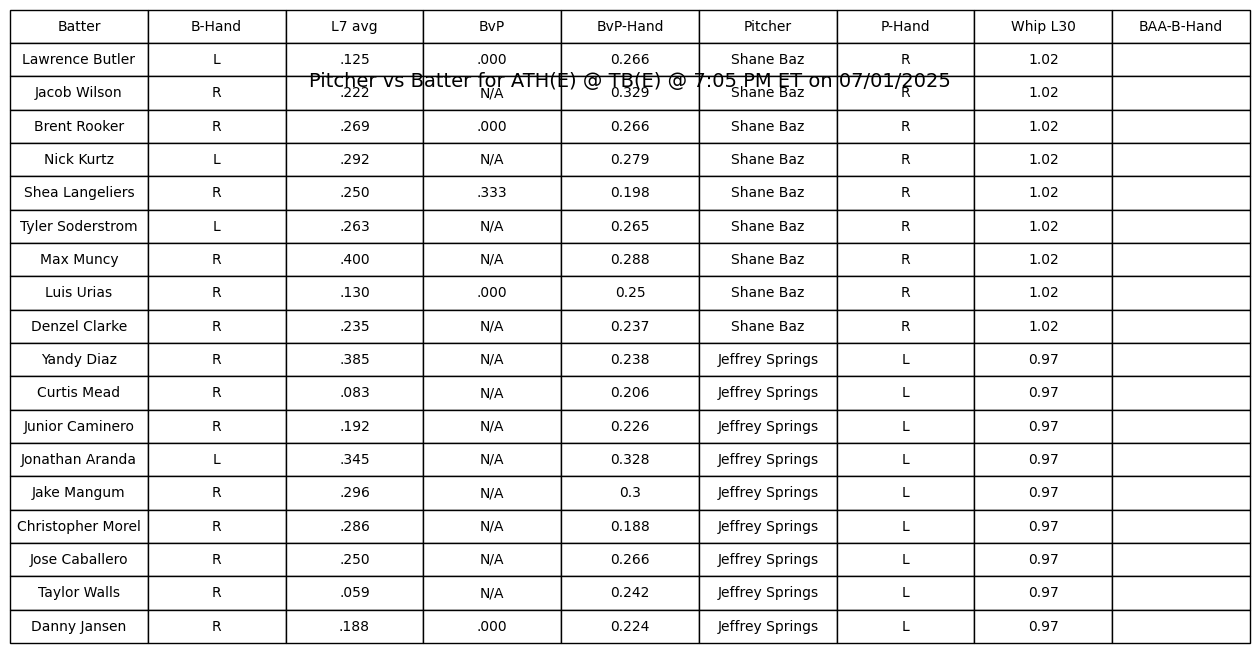 Batter B-Hand L7 avg BvP BvP-Hand Pitcher P-Hand Whip L30 BAA-B-Hand
Lawrence Butler L .125 .000 0.266 Shane Baz R 1.02
Pitcher vs Batter for ATH(E) @ TB(E) @ 7:05 PM ET on 07/01/2025
Jacob Wilson R .222 N/A 0.329 Shane Baz R 1.02
Brent Rooker R .269 .000 0.266 Shane Baz R 1.02
Nick Kurtz L .292 N/A 0.279 Shane Baz R 1.02
Shea Langeliers R .250 .333 0.198 Shane Baz R 1.02
Tyler Soderstrom L .263 N/A 0.265 Shane Baz R 1.02
Max Muncy R .400 N/A 0.288 Shane Baz R 1.02
Luis Urias R .130 .000 0.25 Shane Baz R 1.02
Denzel Clarke R .235 N/A 0.237 Shane Baz R 1.02
Yandy Diaz R .385 N/A 0.238 Jeffrey Springs L 0.97
Curtis Mead R .083 N/A 0.206 Jeffrey Springs L 0.97
Junior Caminero R .192 N/A 0.226 Jeffrey Springs L 0.97
Jonathan Aranda L .345 N/A 0.328 Jeffrey Springs L 0.97
Jake Mangum R .296 N/A 0.3 Jeffrey Springs L 0.97
Christopher Morel R .286 N/A 0.188 Jeffrey Springs L 0.97
Jose Caballero R .250 N/A 0.266 Jeffrey Springs L 0.97
Taylor Walls R .059 N/A 0.242 Jeffrey Springs L 0.97
Danny Jansen R .188 .000 0.224 Jeffrey Springs L 0.97